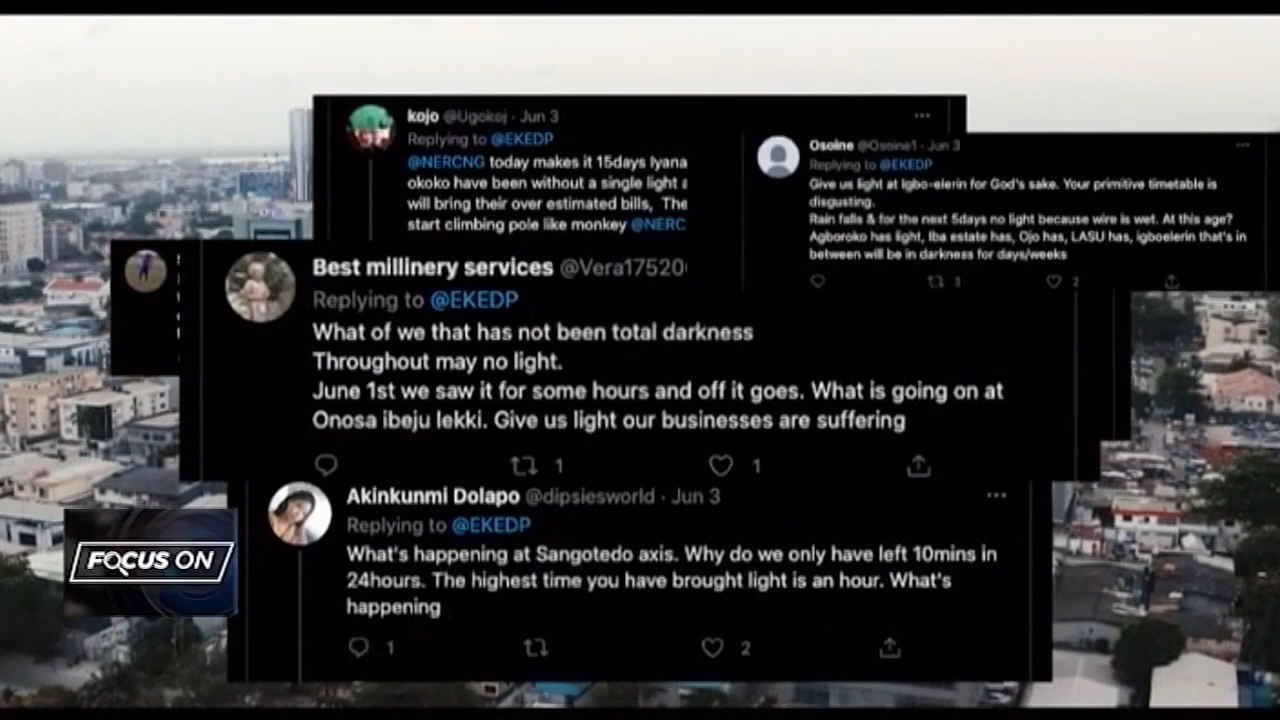 kojo @Ugokoj · Jun 3
Replying to @EKEDP
@NERCNG today makes it 15days Iyana
okoko have been without a single light
will bring their over estimated bills, The
start climbing pole like monkey @NERC
Osoine @Osoine1 · Jun 3
Replying to @EKEDP
Give us light at Igbo-elerin for God's sake. Your primitive timetable is
disgusting.
Rain falls & for the next 5days no light because wire is wet. At this age?
Agboroko has light, Iba estate has, Ojo has, LASU has, igboelerin that's in
between will be in darkness for days/weeks
2
Best millinery services @Vera17520
Replying to @EKEDP
What of we that has not been total darkness
Throughout may no light.
June 1st we saw it for some hours and off it goes. What is going on at
Onosa ibeju lekki. Give us light our businesses are suffering
1 1
Akinkunmi Dolapo @dipsiesworld · Jun 3
Replying to @EKEDP
What's happening at Sangotedo axis. Why do we only have left 10mins in
24hours. The highest time you have brought light is an hour. What's
happening
1 2
FOCUS ON